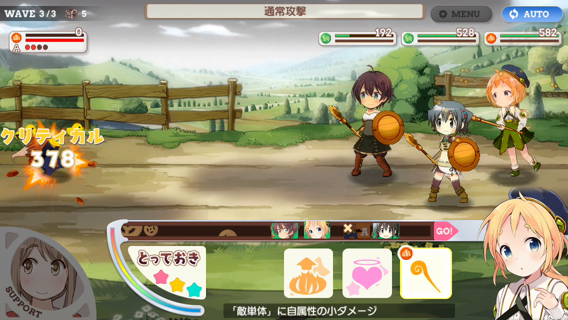 WAVE 3/3 5
通常攻撃
MENU
AUTO
0
A
192
528
582
クリティカル
378
GO!
とっておき
SUPPORT
「敵単体」に自属性の小ダメージ